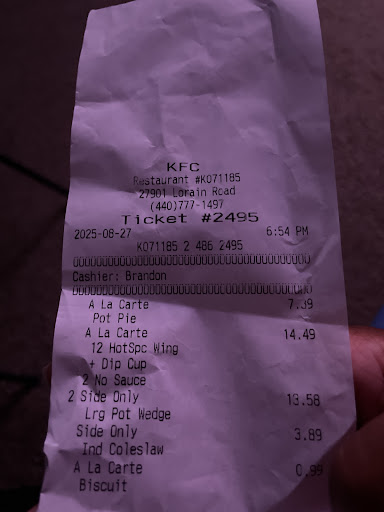 KFC
Restaurant #K071185
27901 Lorain Road
(440)777-1497
Ticket #2495
2025-08-27 6:54 PM
K071185 2 486 2495
Cashier: Brandon
A La Carte
Pot Pie
A La Carte 14.49
12 HotSpc Wing
+ Dip Cup
2 No Sauce
2 Side Only 13.58
Lrg Pot Wedge
Side Only 3.89
Ind Coleslaw
A La Carte 0.99
Biscuit